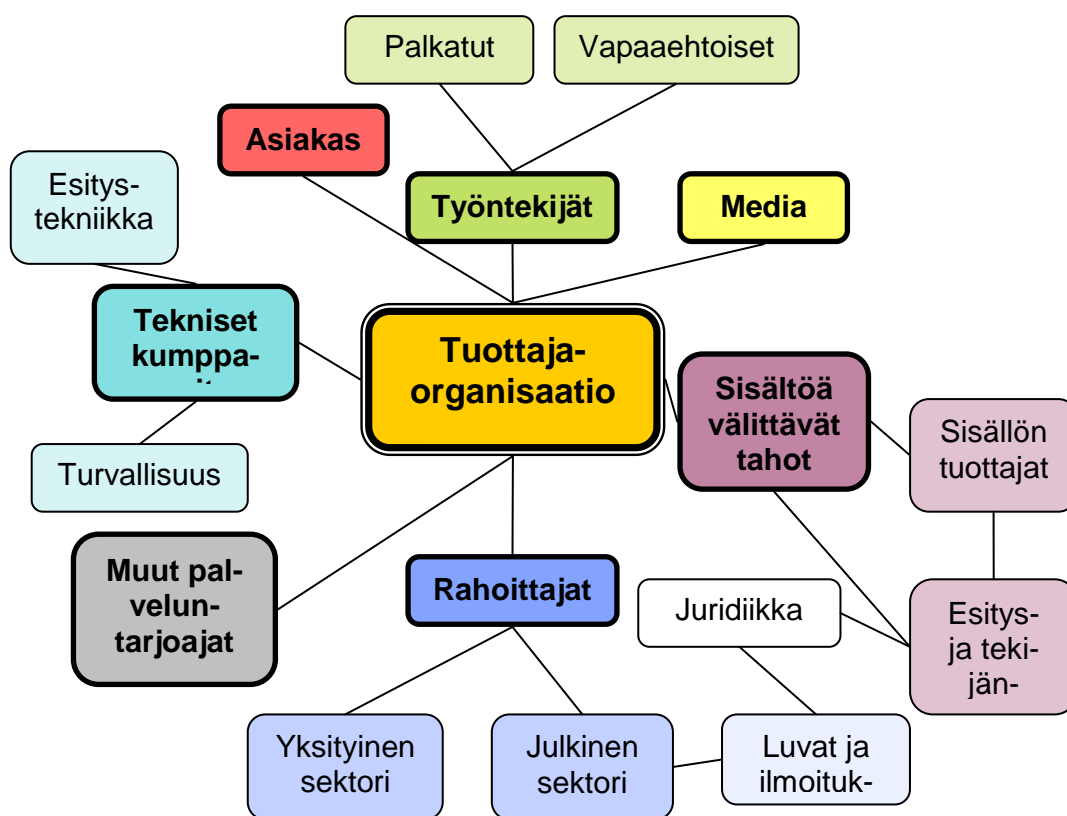 Palkatut
Vapaaehtoiset
Asiakas
Esitys-
tekniikka
Työntekijät
Media
Tekniset
kumppa-
Tuottaja-
organisaatio
Sisältöä
välittävät
tahot
Sisällön
tuottajat
Turvallisuus
Muut pal-
velun-
tarjoajat
Rahoittajat
Juridiikka
Esitys-
ja teki-
jän-
Yksityinen
sektori
Julkinen
sektori
Luvat ja
ilmoituk-